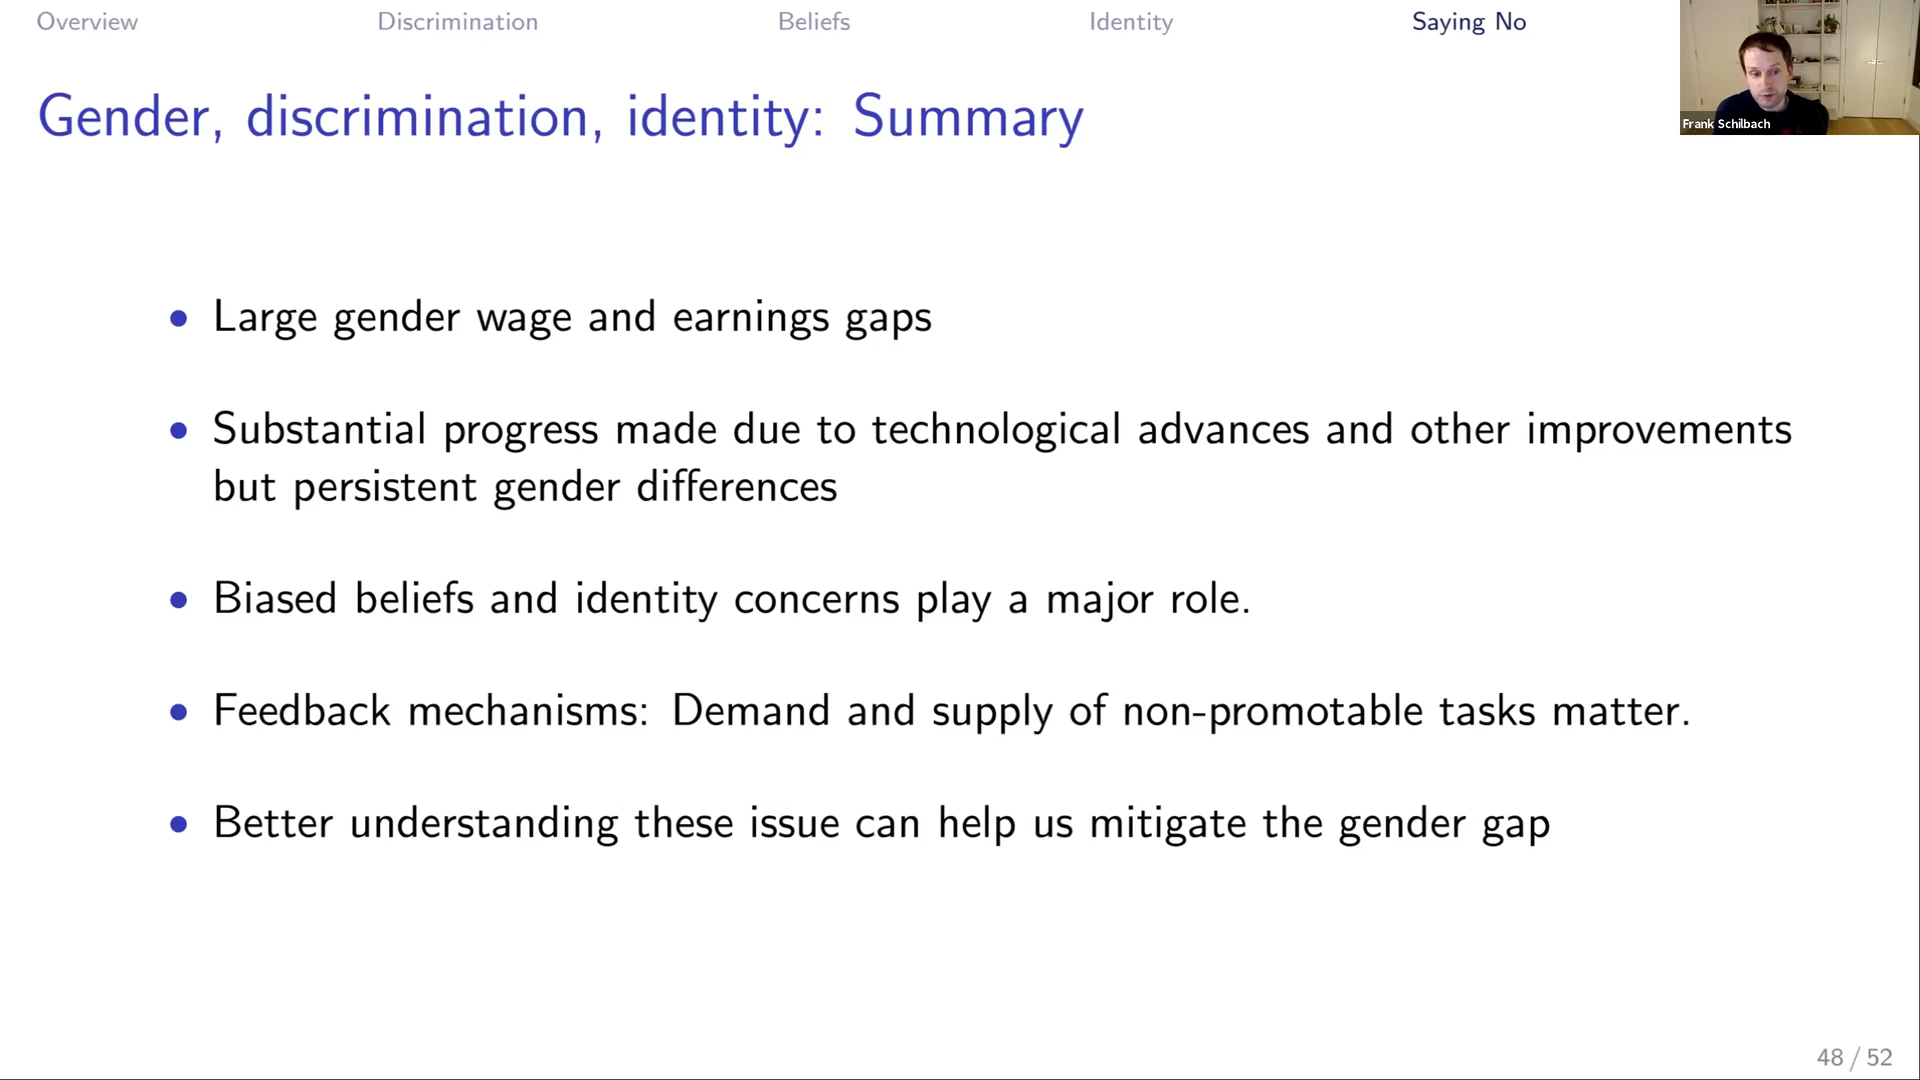 Overview Discrimination Beliefs Identity Saying No
Frank Schilbach
Gender, discrimination, identity: Summary
• Large gender wage and earnings gaps
• Substantial progress made due to technological advances and other improvements
but persistent gender differences
• Biased beliefs and identity concerns play a major role.
• Feedback mechanisms: Demand and supply of non-promotable tasks matter.
• Better understanding these issue can help us mitigate the gender gap
48 / 52